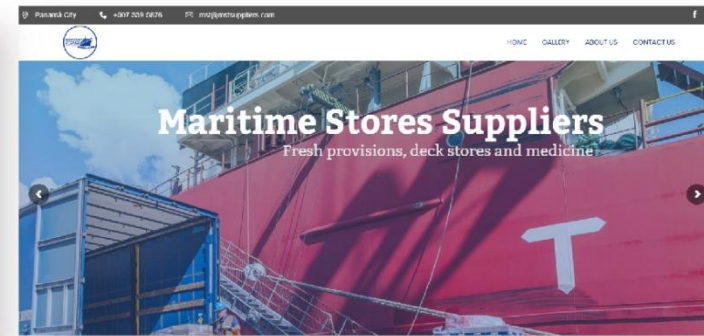 Panamá City
HOME GALLERY ABOUT US CONTACT US
Maritime Stores Suppliers
Fresh provisions, deck stores and medicine
T
f